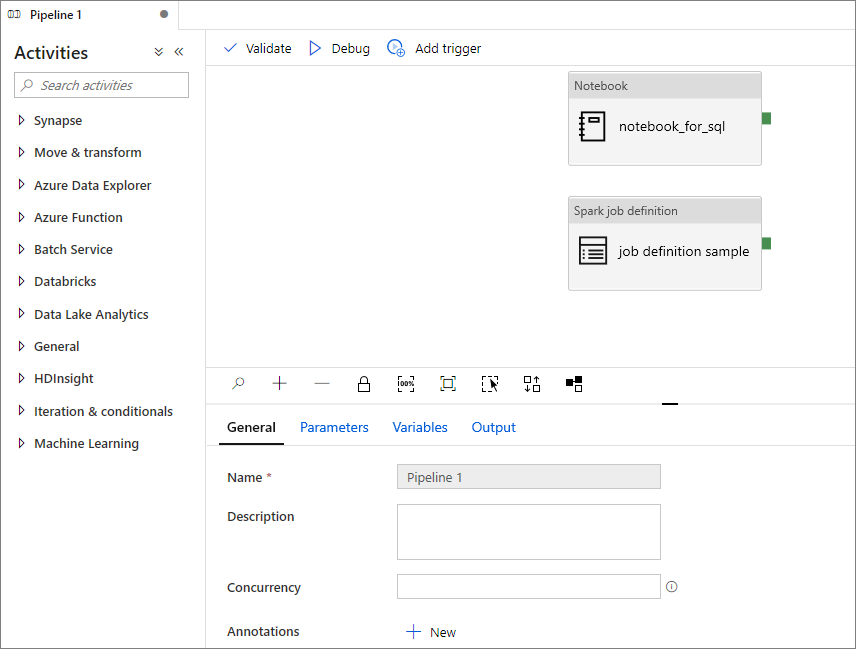 Pipeline 1
Activities
Search activities
Synapse
Move & transform
Azure Data Explorer
Azure Function
Batch Service
Databricks
Data Lake Analytics
General
HDInsight
Iteration & conditionals
Machine Learning
Validate Debug Add trigger
Notebook
notebook_for_sql
Spark job definition
job definition sample
100%
General Parameters Variables Output
Name * Pipeline 1
Description
Concurrency
Annotations New